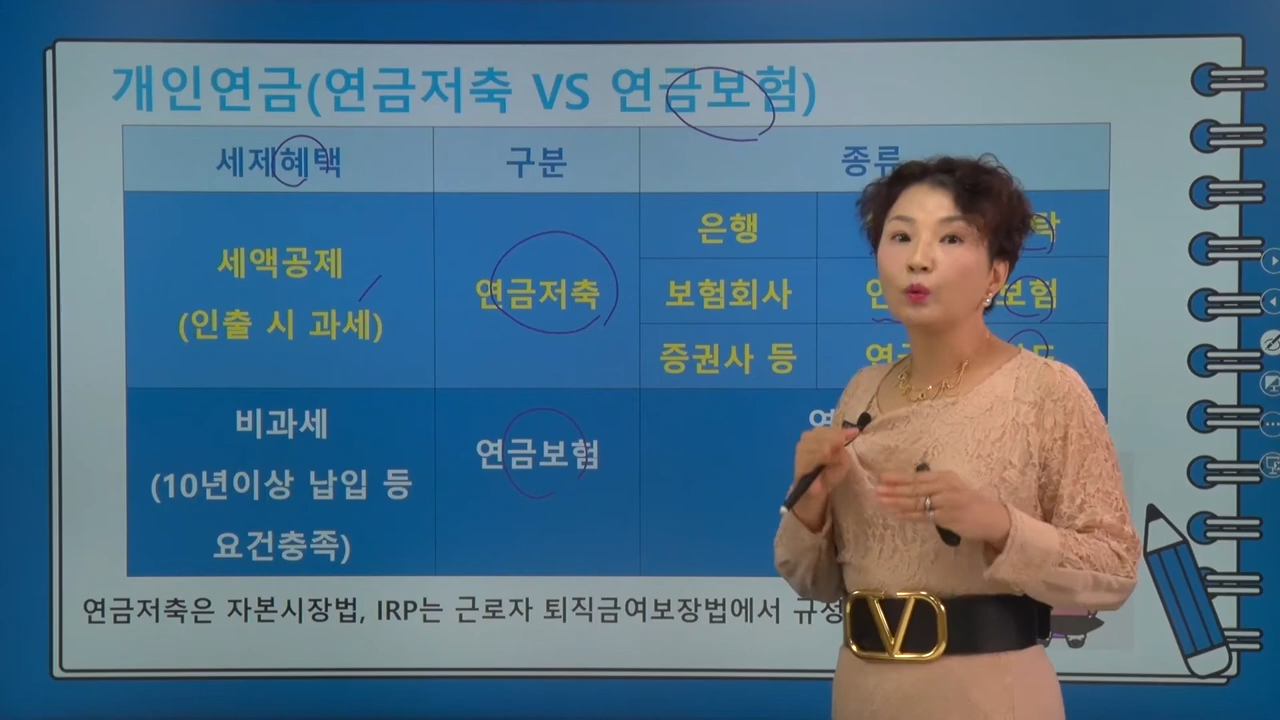 개인연금(연금저축 VS 연금보험)
세제혜택 구분 종류
세액공제
(인출 시 과세)
연금저축
은행
보험회사 보험
증권사 등
비과세
(10년이상 납입 등
요건충족)
연금보험
연금저축은 자본시장법, IRP는 근로자 퇴직금여보장법에서 규정